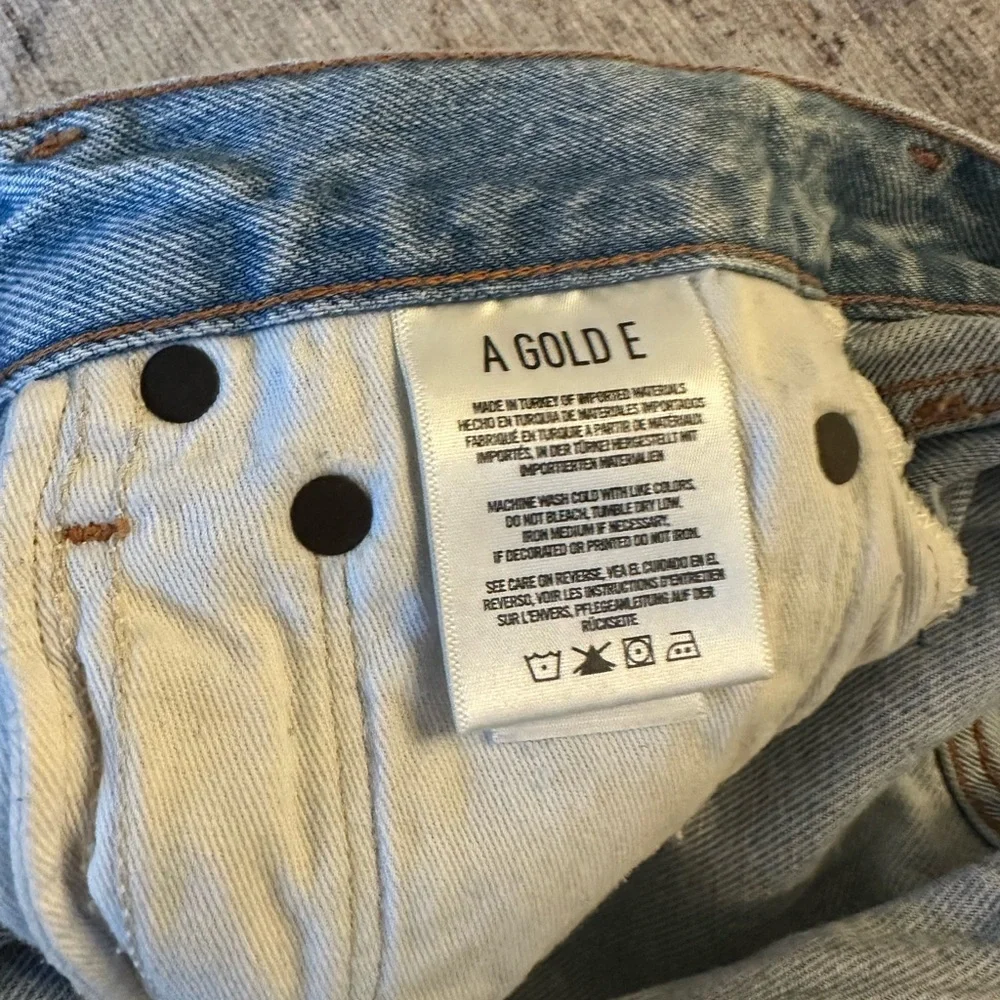 A GOLD E
MADE IN TURKEY OF IMPORTED MATERIALS
HECHO EN TURQUIA DE MATERIALES IMPORTADOS
FABRIQUÉ EN TURQUIE A PARTIR DE MATERIAUX
IMPORTÉS, IN DER TÜRKEI HERGESTELLT MIT
IMPORTIERTEN MATERIALIEN
MACHINE WASH COLD WITH LIKE COLORS,
DO NOT BLEACH, TUMBLE DRY LOW,
IRON MEDIUM IF NECESSARY,
IF DECORATED OR PRINTED DO NOT IRON.
SEE CARE ON REVERSE, VEA EL CUIDADO EN EL
REVERSO, VOIR LES INSTRUCTIONS D'ENTRETIEN
SUR L'ENVERS, PFLEGEANLEITUNG AUF DER
RÜCKSEITE